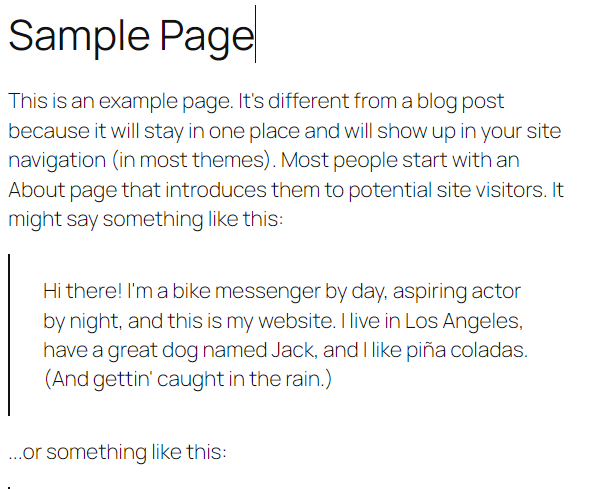 Sample Page
This is an example page. It's different from a blog post
because it will stay in one place and will show up in your site
navigation (in most themes). Most people start with an
About page that introduces them to potential site visitors. It
might say something like this:
Hi there! I'm a bike messenger by day, aspiring actor
by night, and this is my website. I live in Los Angeles,
have a great dog named Jack, and I like piña coladas.
(And gettin' caught in the rain.)
...or something like this: